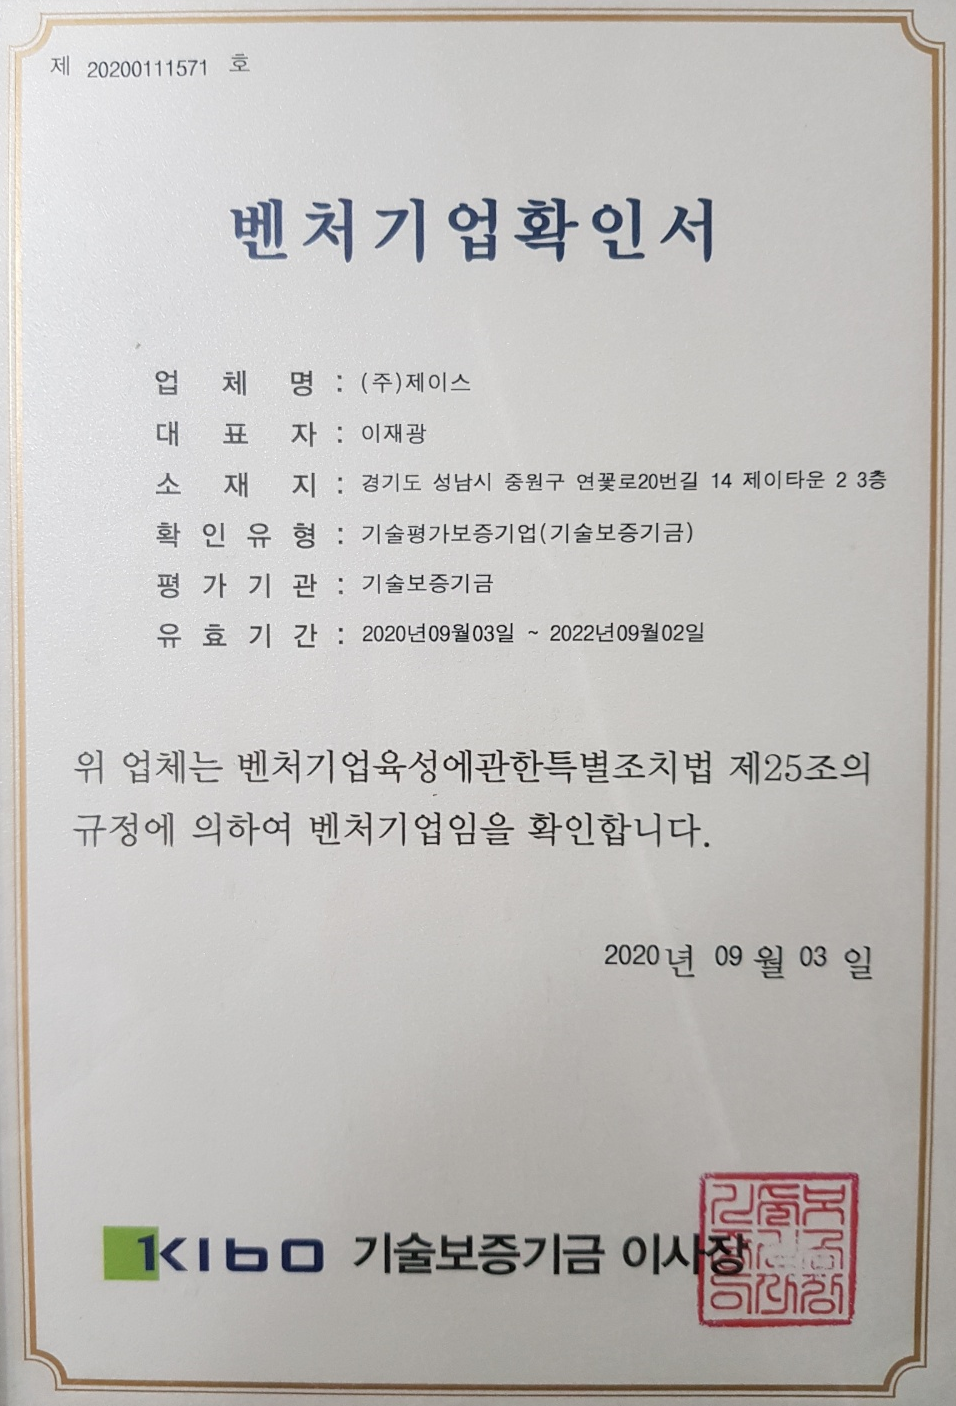 제 20200111571 호
벤처기업확인서
업 체 명 : (주)제이스
대 표 자 : 이재광
소 재 지 : 경기도 성남시 중원구 연꽃로20번길 14 제이타운 2 3층
확 인 유 형 : 기술평가보증기업(기술보증기금)
평 가 기 관 : 기술보증기금
유 효 기 간 : 2020년09월03일 ~ 2022년09월02일
위 업체는 벤처기업육성에관한특별조치법 제25조의
규정에 의하여 벤처기업임을 확인합니다.
2020년 09 월 03 일
KIBO 기술보증기금 이사장